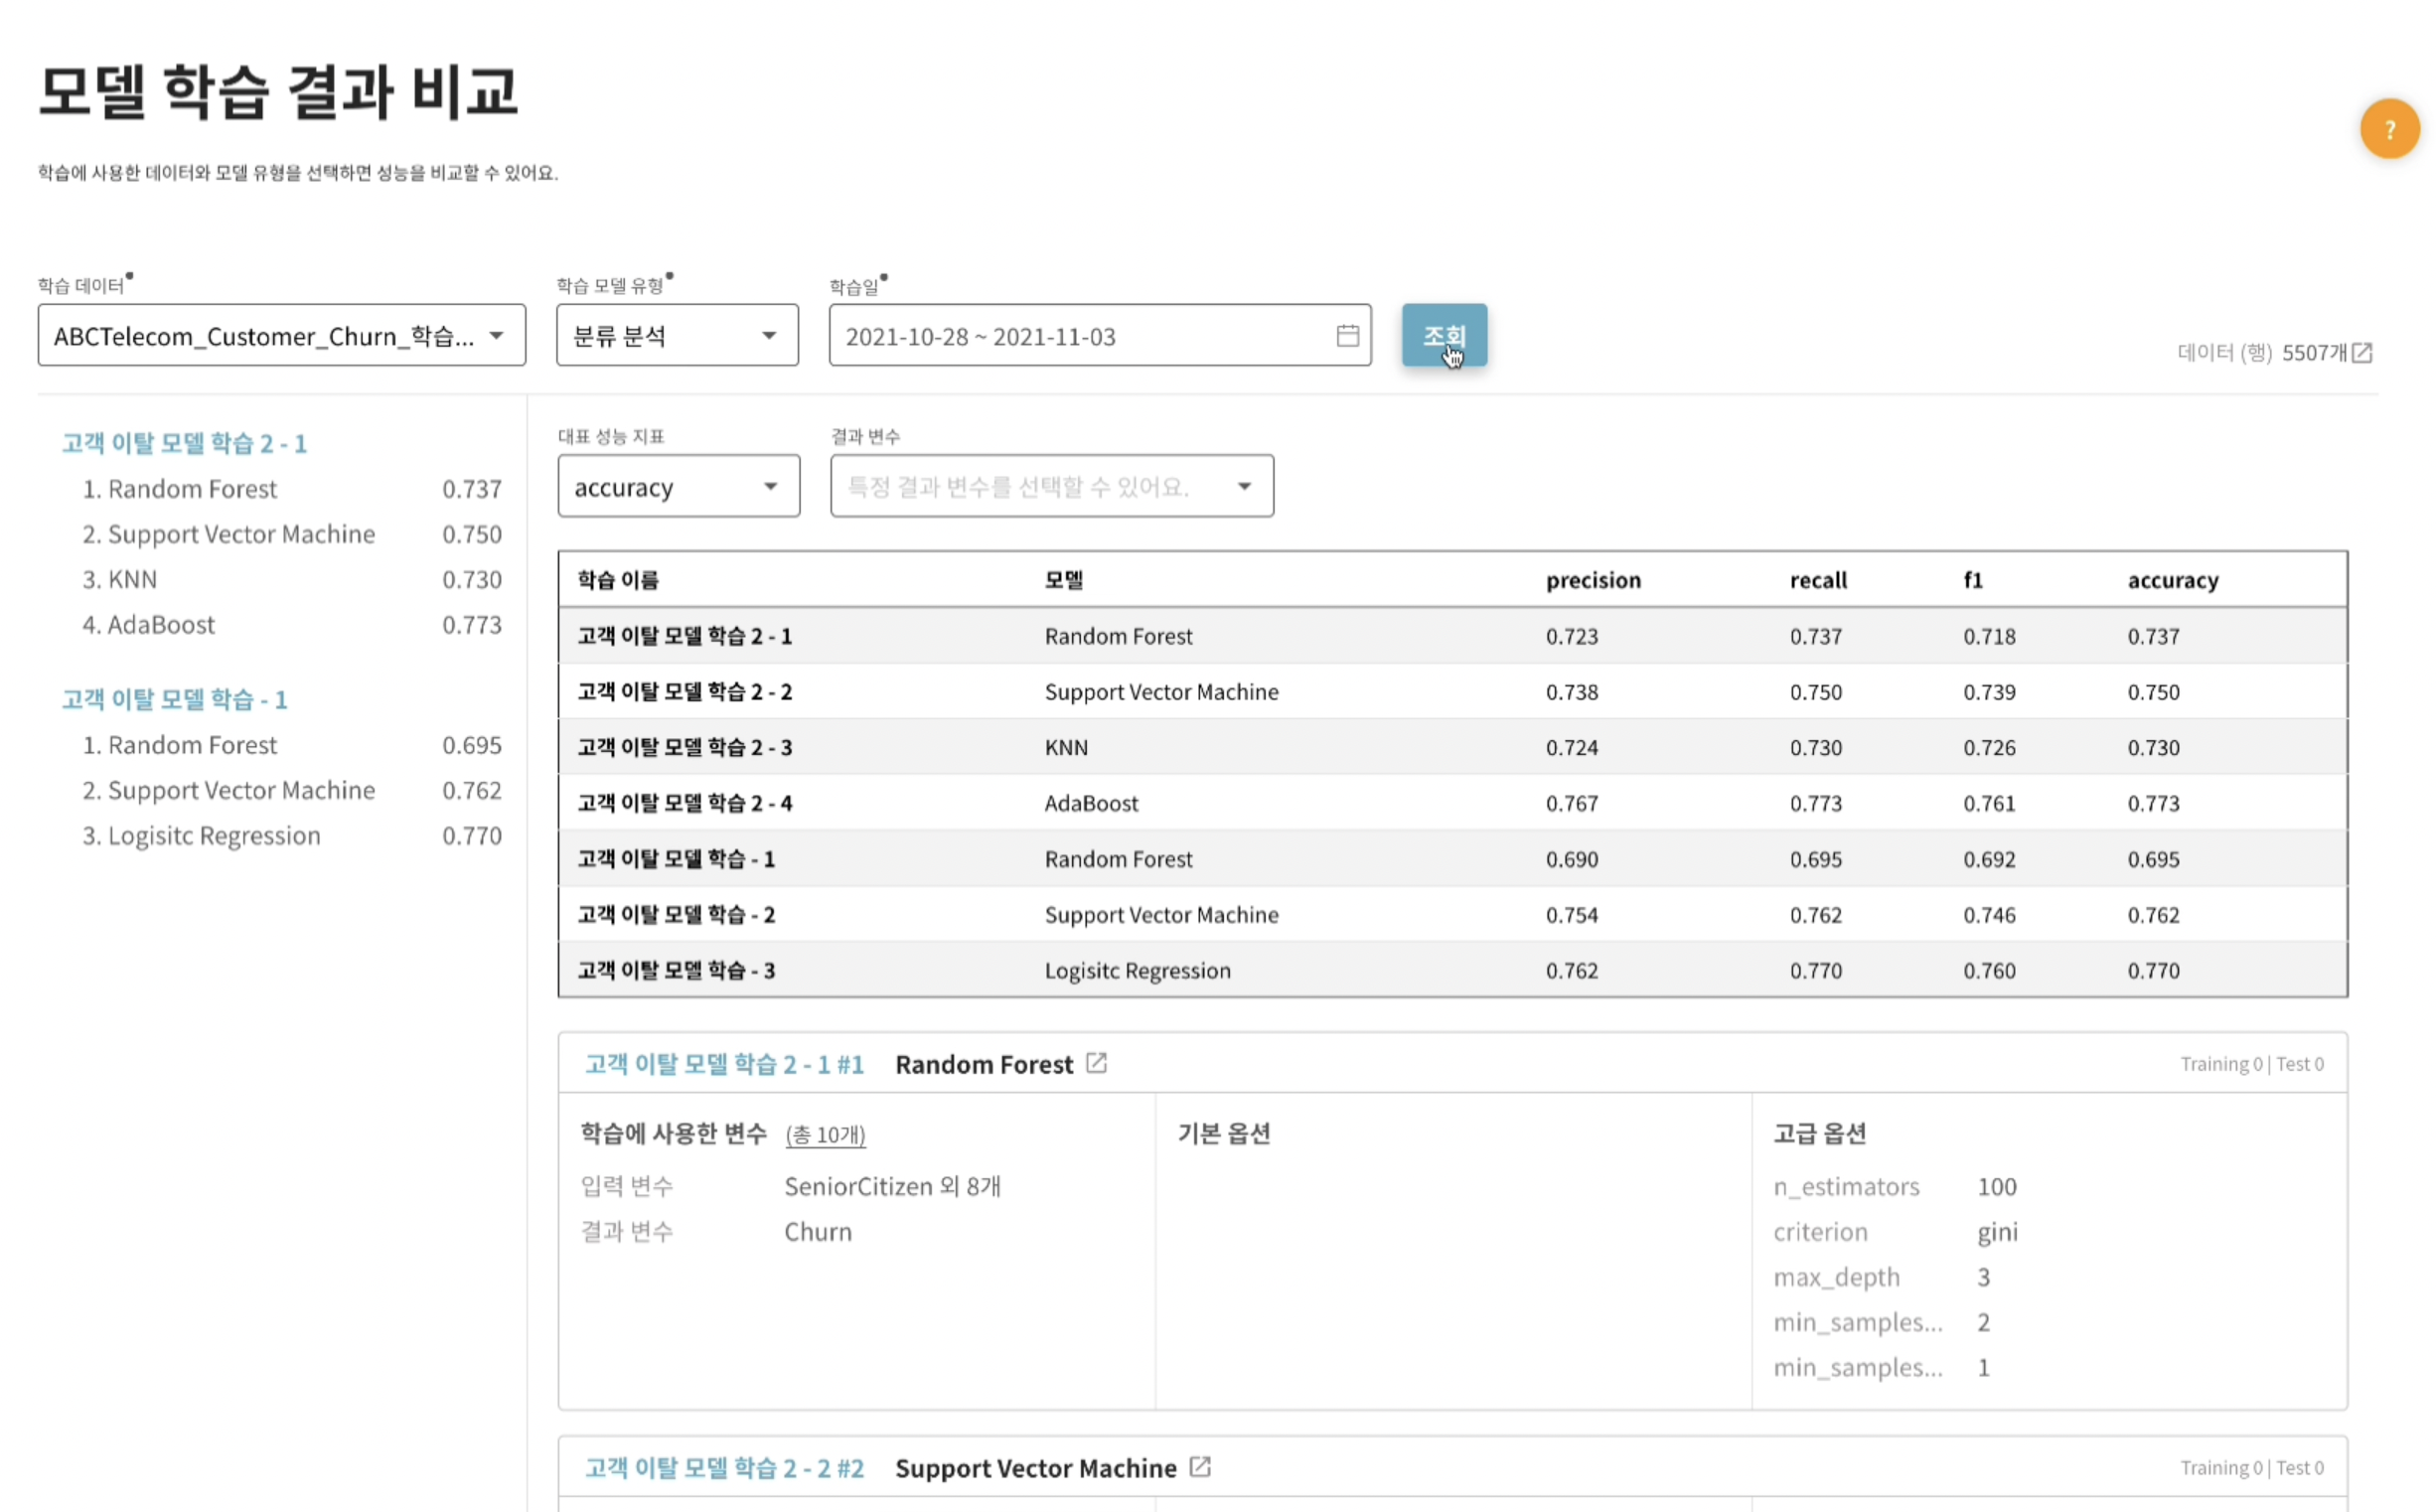 모델 학습 결과 비교
?
학습에 사용한 데이터와 모델 유형을 선택하면 성능을 비교할 수 있어요.
학습 데이터 학습 모델 유형 학습일
ABCTelecom_Customer_Churn_학습... 분류 분석 2021-10-28 ~ 2021-11-03 조회
데이터 (행) 5507개
고객 이탈 모델 학습 2 - 1
1. Random Forest 0.737
2. Support Vector Machine 0.750
3. KNN 0.730
4. AdaBoost 0.773
고객 이탈 모델 학습 - 1
1. Random Forest 0.695
2. Support Vector Machine 0.762
3. Logisitc Regression 0.770
대표 성능 지표 결과 변수
accuracy 특정 결과 변수를 선택할 수 있어요.
학습 이름 모델 precision recall f1 accuracy
고객 이탈 모델 학습 2 - 1 Random Forest 0.723 0.737 0.718 0.737
고객 이탈 모델 학습 2 - 2 Support Vector Machine 0.738 0.750 0.739 0.750
고객 이탈 모델 학습 2 - 3 KNN 0.724 0.730 0.726 0.730
고객 이탈 모델 학습 2 - 4 AdaBoost 0.767 0.773 0.761 0.773
고객 이탈 모델 학습 - 1 Random Forest 0.690 0.695 0.692 0.695
고객 이탈 모델 학습 - 2 Support Vector Machine 0.754 0.762 0.746 0.762
고객 이탈 모델 학습 - 3 Logisitc Regression 0.762 0.770 0.760 0.770
고객 이탈 모델 학습 2 - 1 #1 Random Forest Training 0 | Test 0
학습에 사용한 변수 (총 10개)
입력 변수 SeniorCitizen 외 8개
결과 변수 Churn
기본 옵션
고급 옵션
n_estimators 100
criterion gini
max_depth 3
min_samples... 2
min_samples... 1
고객 이탈 모델 학습 2 - 2 #2 Support Vector Machine Training 0 | Test 0